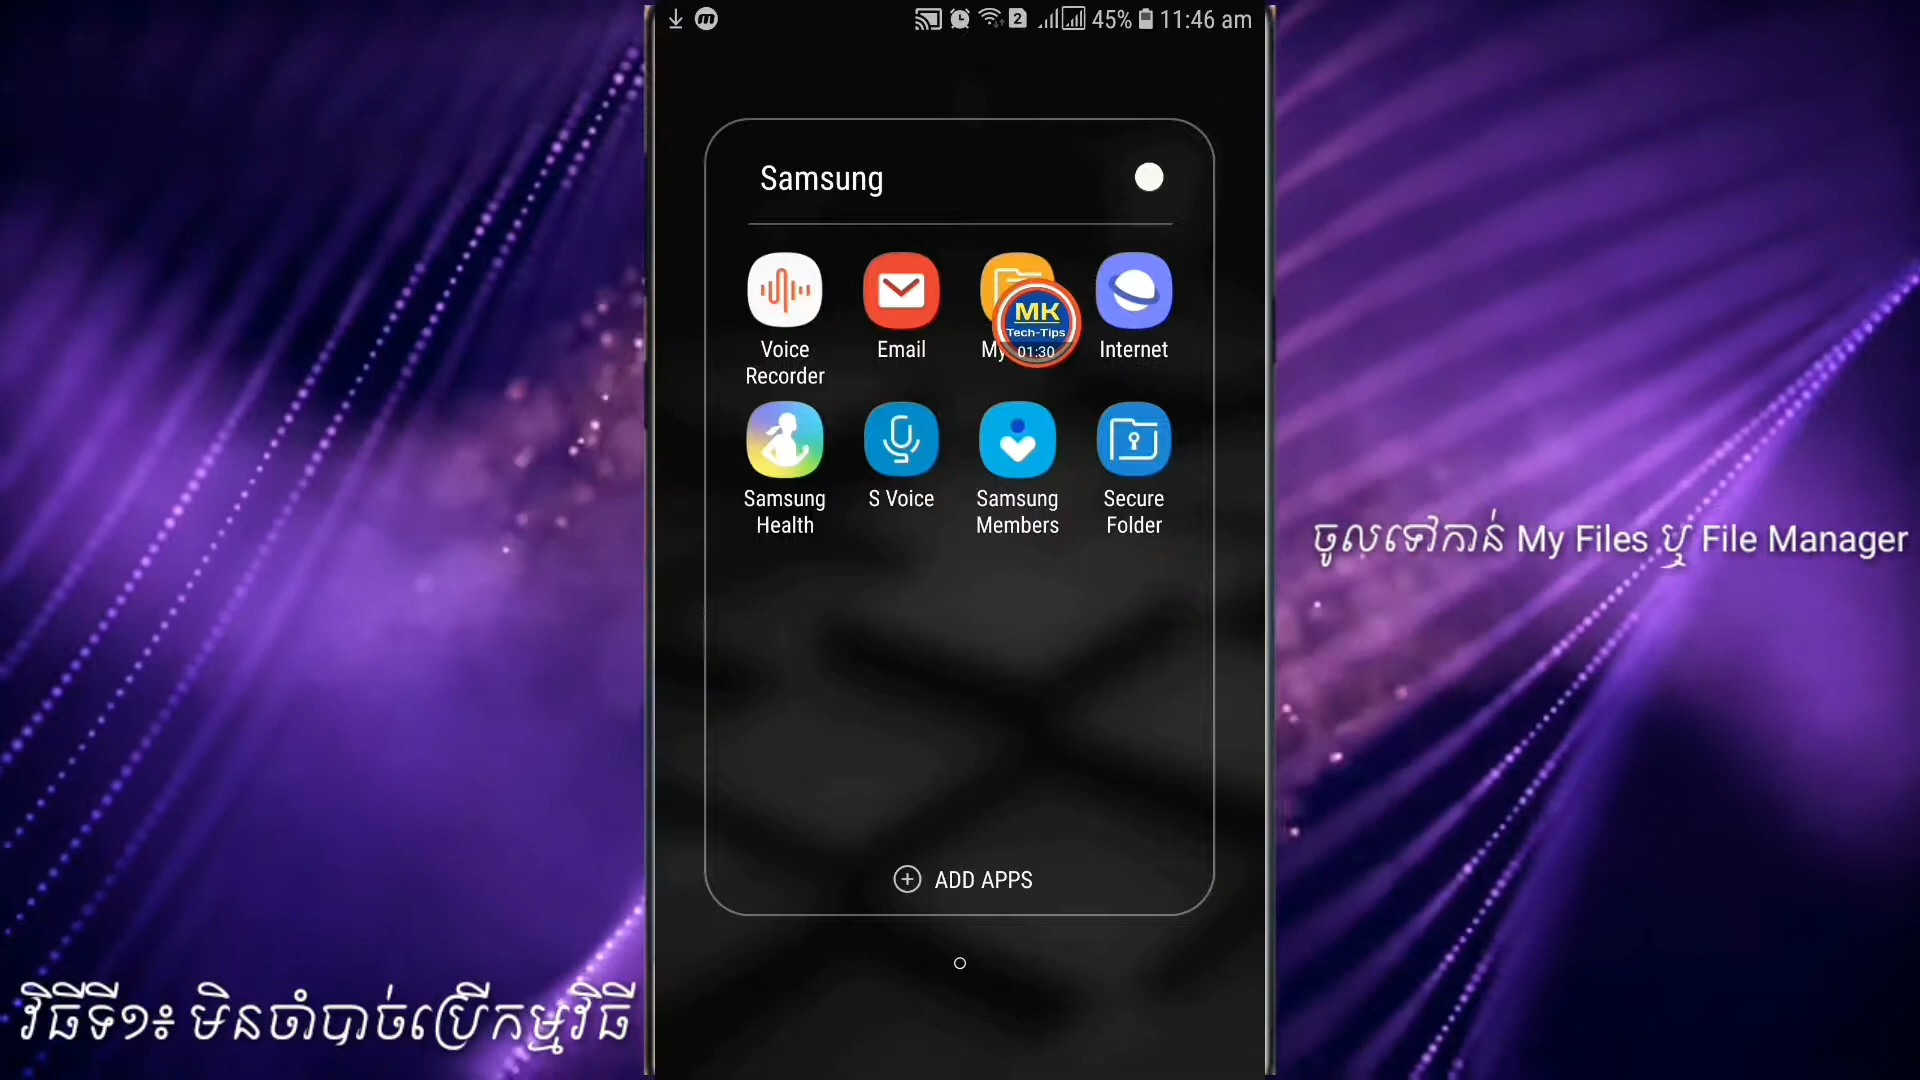 45% 11:46 am
Samsung
Voice Recorder
Email
My
MK
Tech-Tips
01:30
Internet
Samsung Health
S Voice
Samsung Members
Secure Folder
ADD APPS
ចូលទៅកាន់ My Files ឬ File Manager
វិធីទី១៖ មិនចាំបាច់ប្រើកម្មវិធី